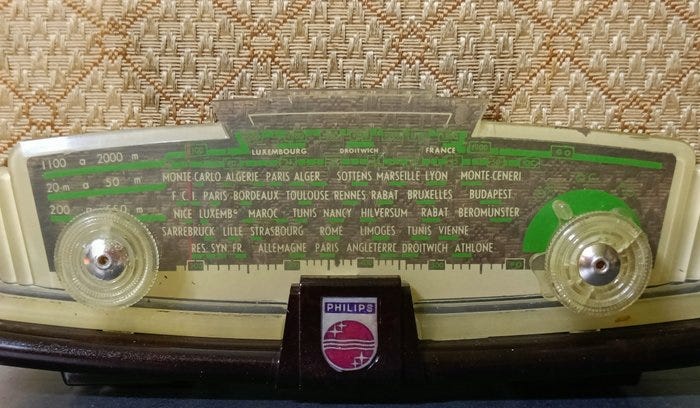 1100 a 2000 m
20 m a 50 m
200
LUXEMBOURG DROITWICH FRANCE
MONTE CARLO ALGERIE PARIS ALGER SOTTENS MARSEILLE LYON MONTE-CENERI
F. C. I. PARIS BORDEAUX TOULOUSE RENNES RABAT BRUXELLES BUDAPEST
NICE LUXEMBG MAROC - TUNIS NANCY HILVERSUM RABAT BEROMUNSTER
SARREBRUCK LILLE STRASBOURG ROME LIMOGES TUNIS VIENNE
RES. SYN. FR. ALLEMAGNE PARIS ANGLETERRE DROITWICH ATHLONE
PHILIPS